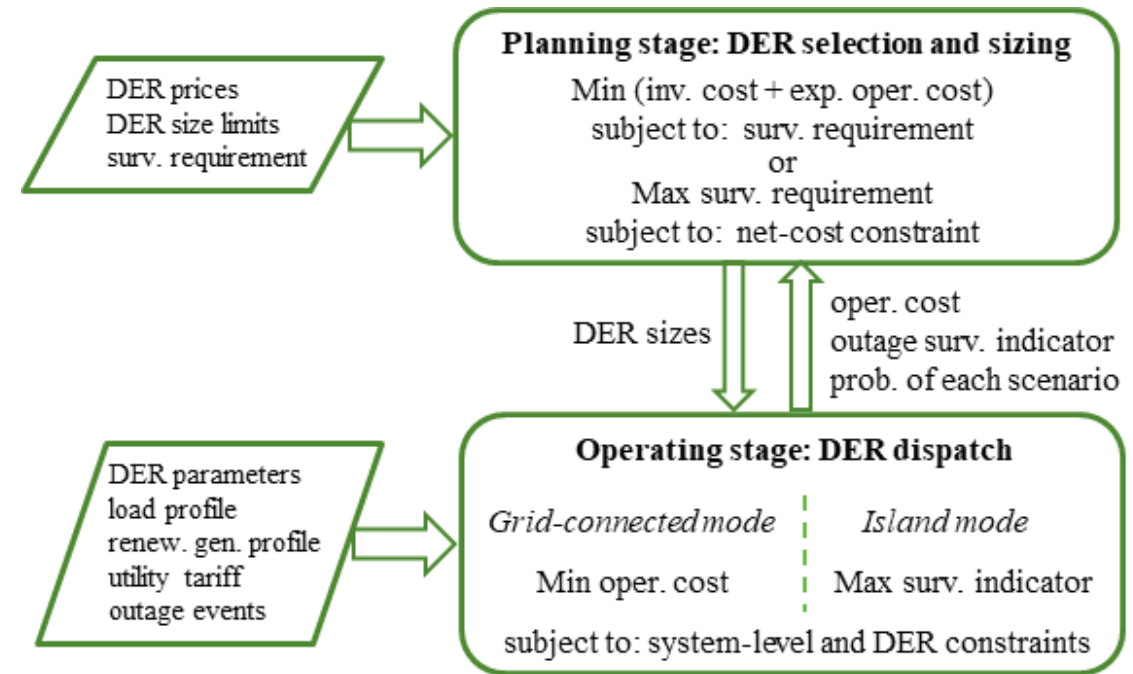 DER prices
DER size limits
surv. requirement
Planning stage: DER selection and sizing
Min (inv. cost + exp. oper. cost)
subject to: surv. requirement
or
Max surv. requirement
subject to: net-cost constraint
DER sizes
oper. cost
outage surv. indicator
prob. of each scenario
DER parameters
load profile
renew. gen. profile
utility tariff
outage events
Operating stage: DER dispatch
Grid-connected mode
Island mode
Min oper. cost
Max surv. indicator
subject to: system-level and DER constraints